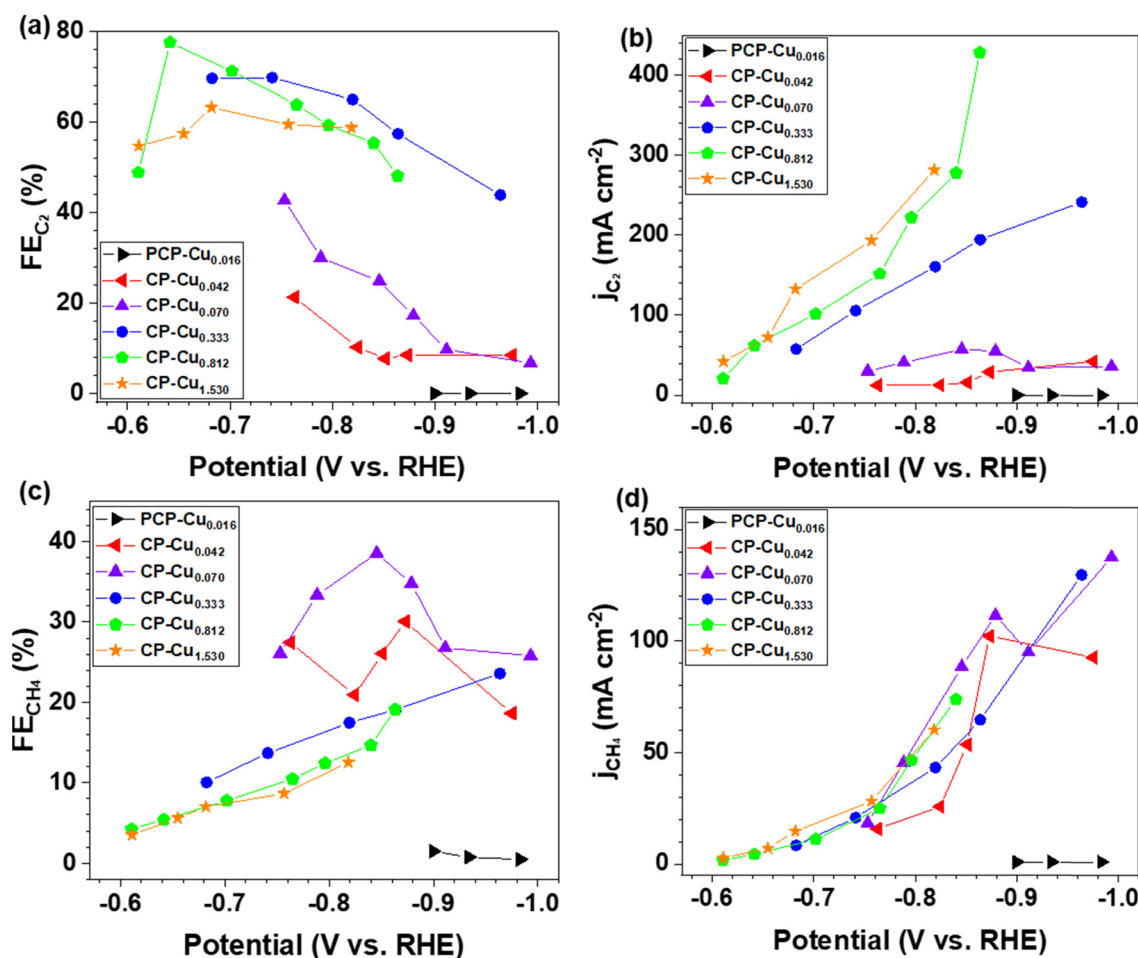 (a)
80
60
40
20
0
FE_C₂ (%)
PCP-Cu₀.₀₁₆
CP-Cu₀.₀₄₂
CP-Cu₀.₀₇₀
CP-Cu₀.₃₃₃
CP-Cu₀.₈₁₂
CP-Cu₁.₅₃₀
-0.6 -0.7 -0.8 -0.9 -1.0
Potential (V vs. RHE)
(b)
400
300
200
100
0
j_C₂ (mA cm⁻²)
PCP-Cu₀.₀₁₆
CP-Cu₀.₀₄₂
CP-Cu₀.₀₇₀
CP-Cu₀.₃₃₃
CP-Cu₀.₈₁₂
CP-Cu₁.₅₃₀
-0.6 -0.7 -0.8 -0.9 -1.0
Potential (V vs. RHE)
(c)
40
30
20
10
0
FE_CH₄ (%)
PCP-Cu₀.₀₁₆
CP-Cu₀.₀₄₂
CP-Cu₀.₀₇₀
CP-Cu₀.₃₃₃
CP-Cu₀.₈₁₂
CP-Cu₁.₅₃₀
-0.6 -0.7 -0.8 -0.9 -1.0
Potential (V vs. RHE)
(d)
150
100
50
0
j_CH₄ (mA cm⁻²)
PCP-Cu₀.₀₁₆
CP-Cu₀.₀₄₂
CP-Cu₀.₀₇₀
CP-Cu₀.₃₃₃
CP-Cu₀.₈₁₂
CP-Cu₁.₅₃₀
-0.6 -0.7 -0.8 -0.9 -1.0
Potential (V vs. RHE)